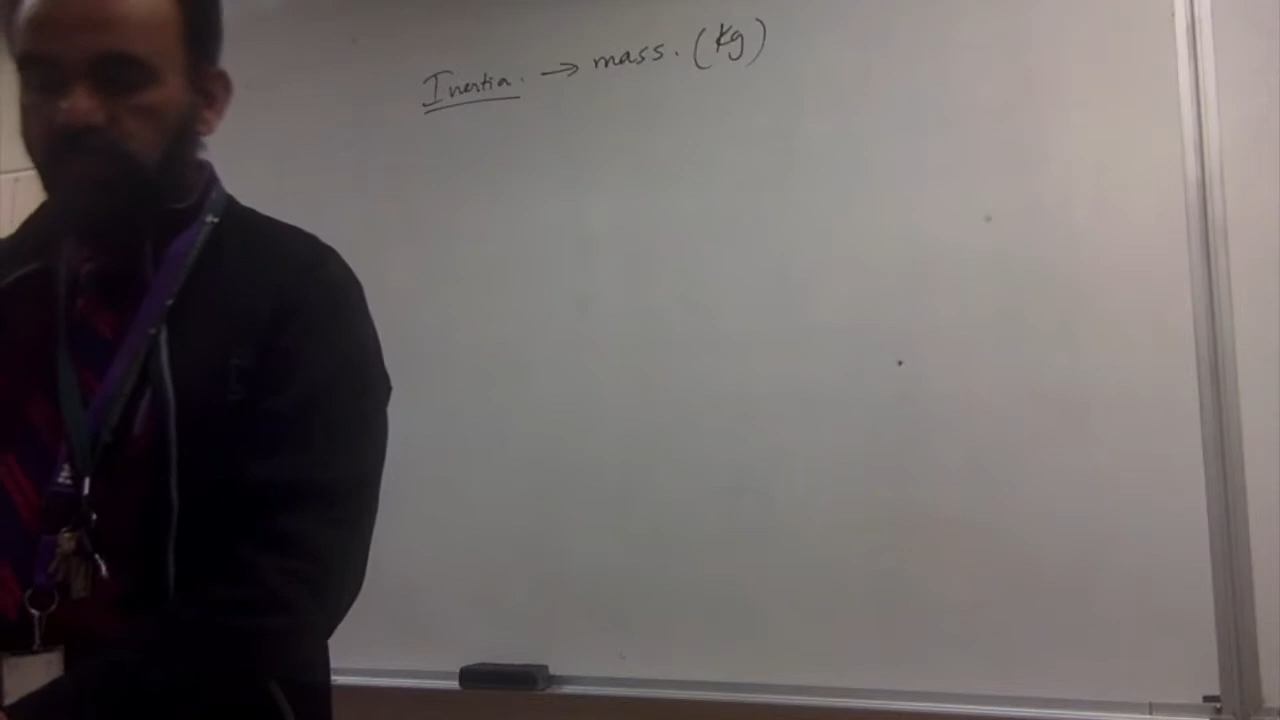 Inertia. → mass. (Kg)